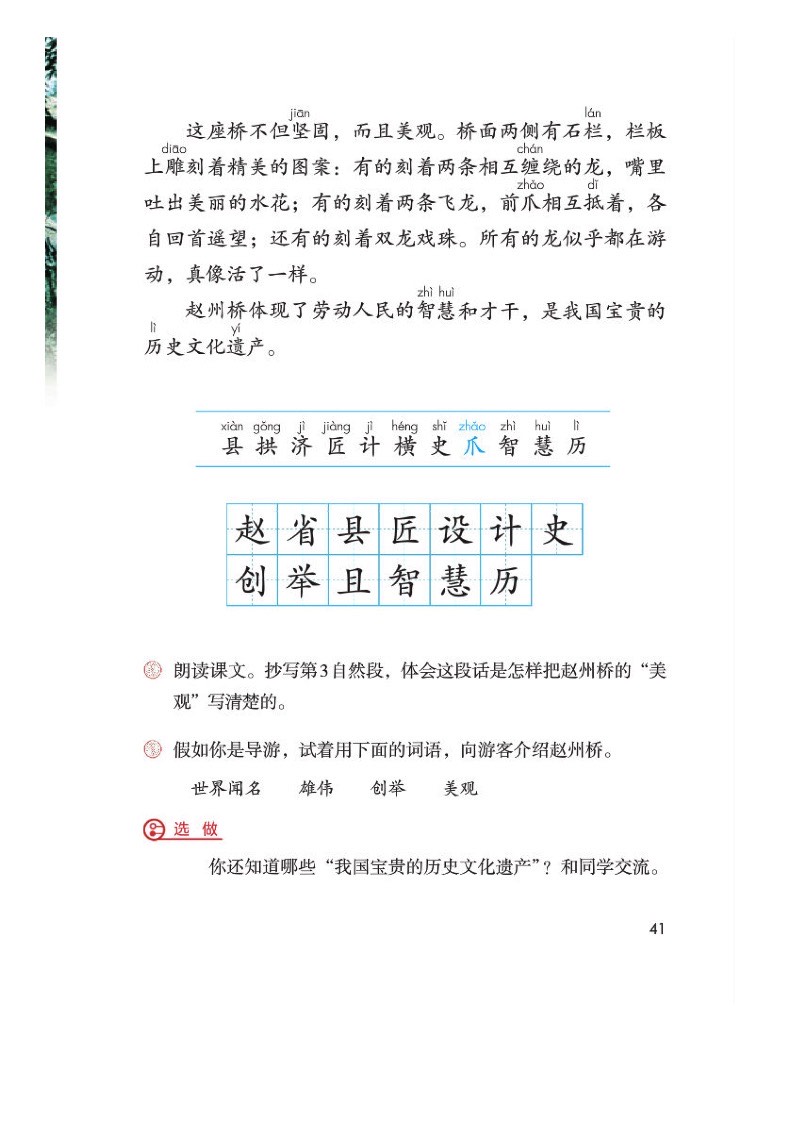 jiān lán
这座桥不但坚固，而且美观。桥面两侧有石栏，栏板
diāo chán
上雕刻着精美的图案：有的刻着两条相互缠绕的龙，嘴里
zhǎo dǐ
吐出美丽的水花；有的刻着两条飞龙，前爪相互抵着，各
自回首遥望；还有的刻着双龙戏珠。所有的龙似乎都在游
动，真像活了一样。
zhì huì
赵州桥体现了劳动人民的智慧和才干，是我国宝贵的
lì yí
历史文化遗产。
xiàn gǒng jì jiàng jì héng shǐ zhǎo zhì huì lì
县 拱 济 匠 计 横 史 爪 智 慧 历
赵 省 县 匠 设 计 史
创 举 且 智 慧 历
朗读课文。抄写第3自然段，体会这段话是怎样把赵州桥的“美
观”写清楚的。
假如你是导游，试着用下面的词语，向游客介绍赵州桥。
世界闻名 雄伟 创举 美观
选 做
你还知道哪些“我国宝贵的历史文化遗产”？和同学交流。
41